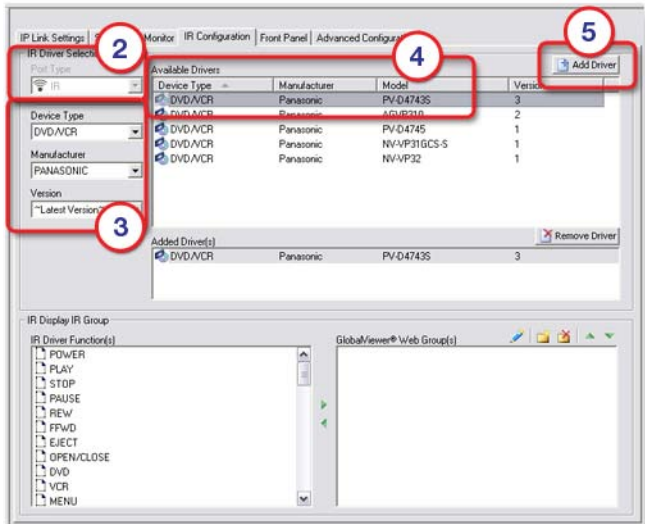 IP Link Settings S Monitor IR Configuration Front Panel Advanced Configurat
2
4
5
IR Driver Selection
Port Type
IR
Available Drivers
Add Driver
Device Type Manufacturer Model Version
DVD/VCR Panasonic PV-D4743S 3
DVD/VCR Panasonic AGVP310 2
DVD/VCR Panasonic PV-D4745 1
DVD/VCR Panasonic NV-VP31GCS-S 1
DVD/VCR Panasonic NV-VP32 1
Device Type
DVD/VCR
Manufacturer
PANASONIC
Version
~Latest Version~
3
Remove Driver
Added Driver(s)
DVD/VCR Panasonic PV-D4743S 3
IR Display IR Group
IR Driver Function(s)
POWER
PLAY
STOP
PAUSE
REW
FFWD
EJECT
OPEN/CLOSE
DVD
VCR
MENU
GlobalViewer® Web Group(s)